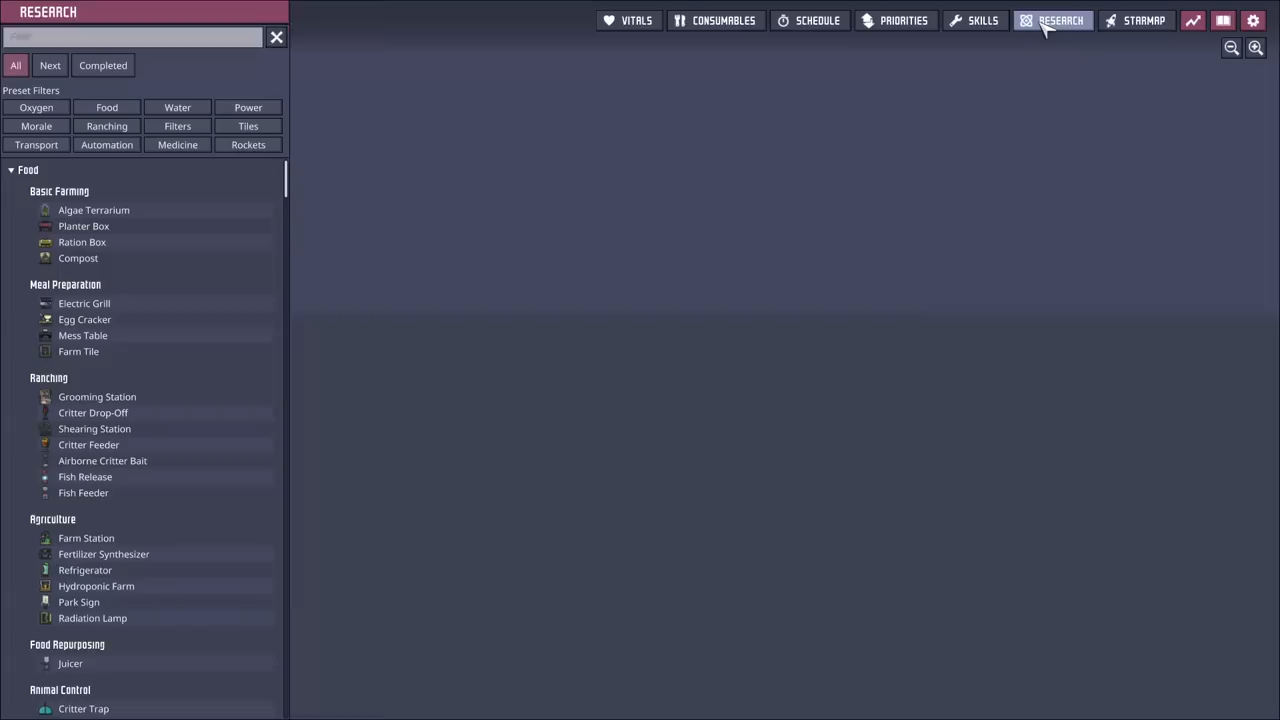 RESEARCH
VITALS CONSUMABLES SCHEDULE PRIORITIES SKILLS RESEARCH STARMAP
All Next Completed
Preset Filters
Oxygen Food Water Power
Morale Ranching Filters Tiles
Transport Automation Medicine Rockets
Food
Basic Farming
Algae Terrarium
Planter Box
Ration Box
Compost
Meal Preparation
Electric Grill
Egg Cracker
Mess Table
Farm Tile
Ranching
Grooming Station
Critter Drop-Off
Shearing Station
Critter Feeder
Airborne Critter Bait
Fish Release
Fish Feeder
Agriculture
Farm Station
Fertilizer Synthesizer
Refrigerator
Hydroponic Farm
Park Sign
Radiation Lamp
Food Repurposing
Juicer
Animal Control
Critter Trap